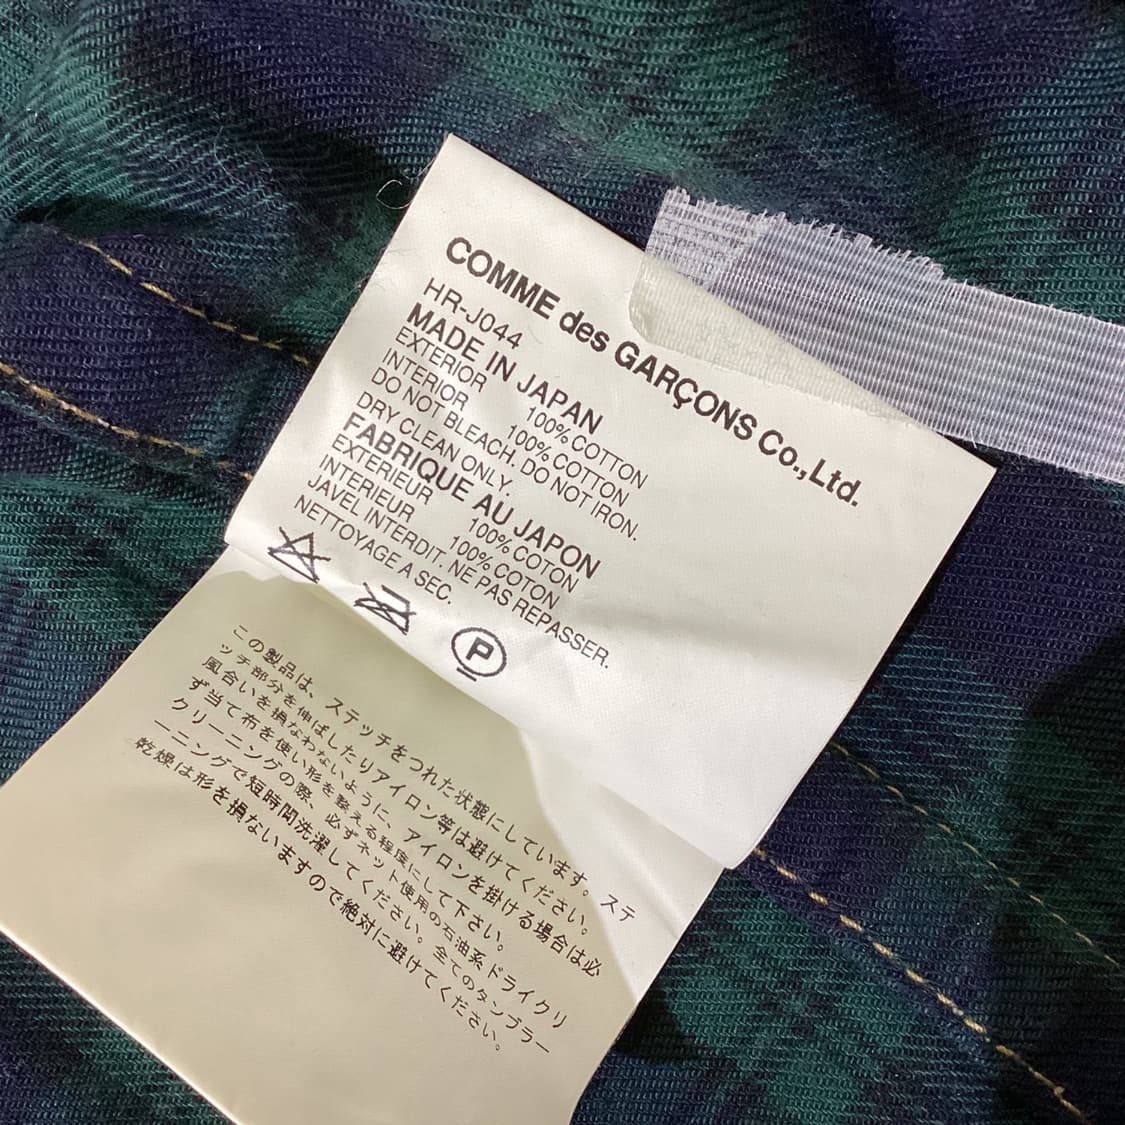 COMME des GARÇONS Co.,Ltd.
HR-J044
MADE IN JAPAN
EXTERIOR 100% COTTON
INTERIOR 100% COTTON
DO NOT BLEACH. DO NOT IRON.
DRY CLEAN ONLY.
FABRIQUE AU JAPON
EXTERIEUR 100% COTON
INTERIEUR 100% COTON
JAVEL INTERDIT. NE PAS REPASSER.
NETTOYAGE A SEC.
P
この製品は、ステッチをつれた状態にしています。ステ
ッチ部分を伸ばしたりアイロン等は避けてください。
風合いを損なわないように、アイロンを掛ける場合は必
ず当て布を使い形を整える程度にして下さい。
クリーニングの際、必ずネット使用の石油系ドライクリ
ーニングで短時間洗濯してください。全てのタンブラー
乾燥は形を損ないますので絶対に避けてください。